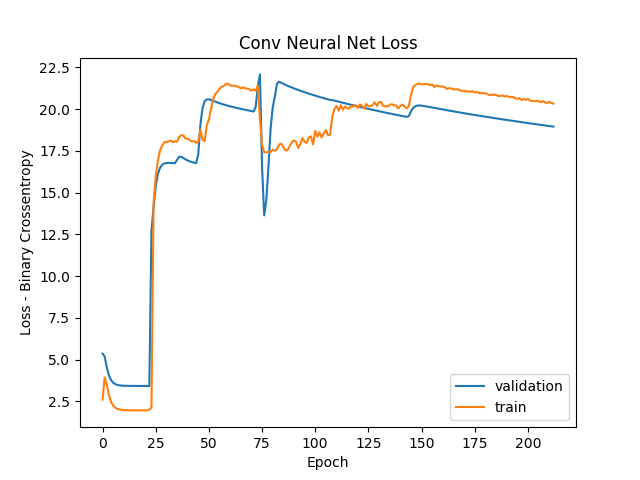 Conv Neural Net Loss
22.5
20.0
17.5
15.0
12.5
10.0
7.5
5.0
2.5
Loss - Binary Crossentropy
validation
train
0 25 50 75 100 125 150 175 200
Epoch